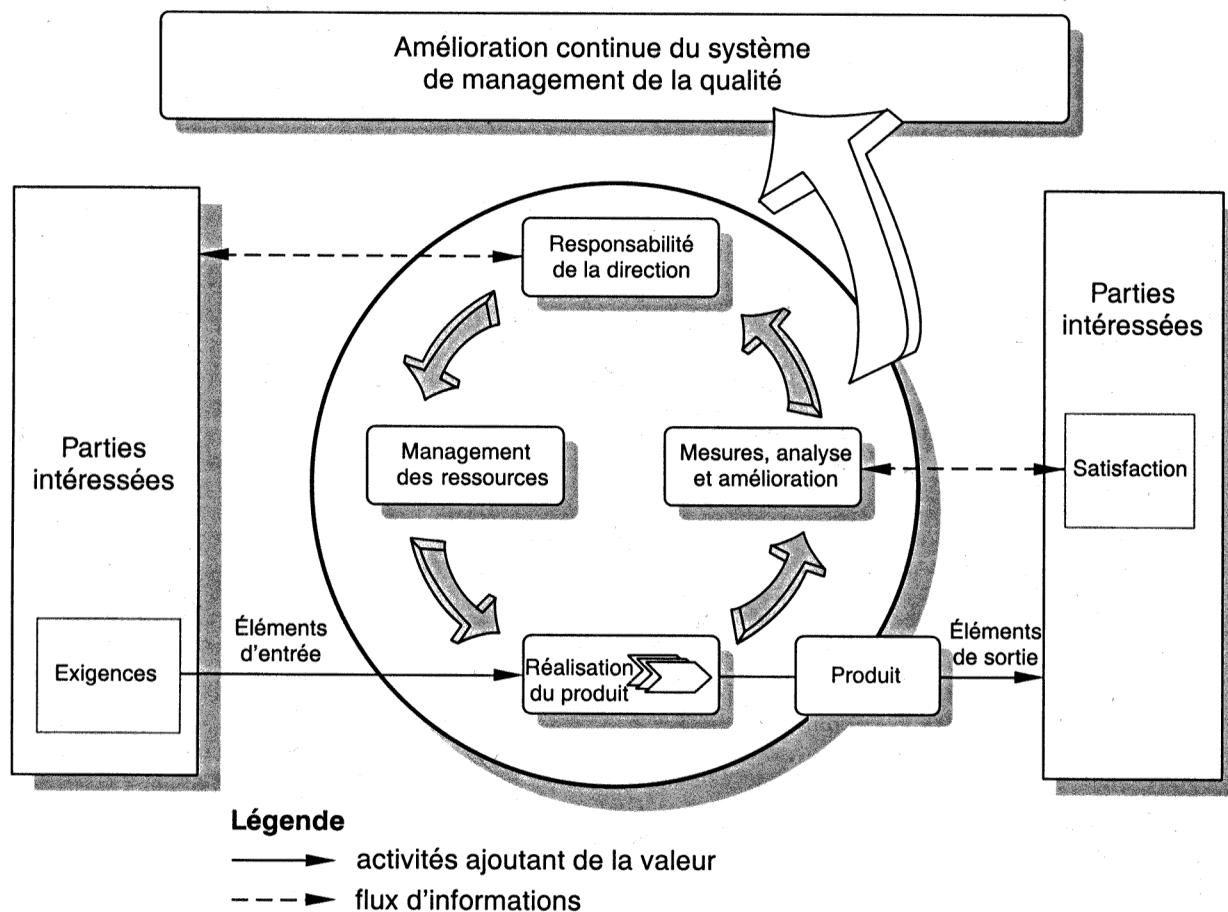 Amélioration continue du système
de management de la qualité
Responsabilité
de la direction
Parties
intéressées
Parties
intéressées
Management
des ressources
Mesures, analyse
et amélioration
Satisfaction
Éléments
d'entrée
Exigences
Réalisation
du produit
Produit
Éléments
de sortie
Légende
activités ajoutant de la valeur
flux d'informations